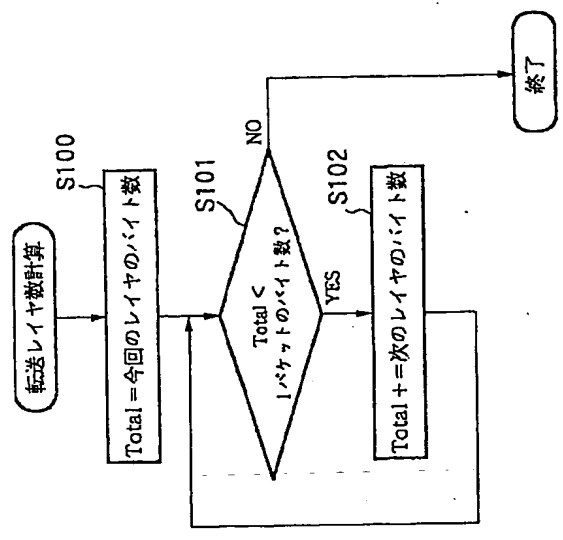 転送レイヤ数計算
S100
Total=今回のレイヤのバイト数
S101
Total<
1パケットのバイト数?
NO
YES
S102
Total+=次のレイヤのバイト数
終了